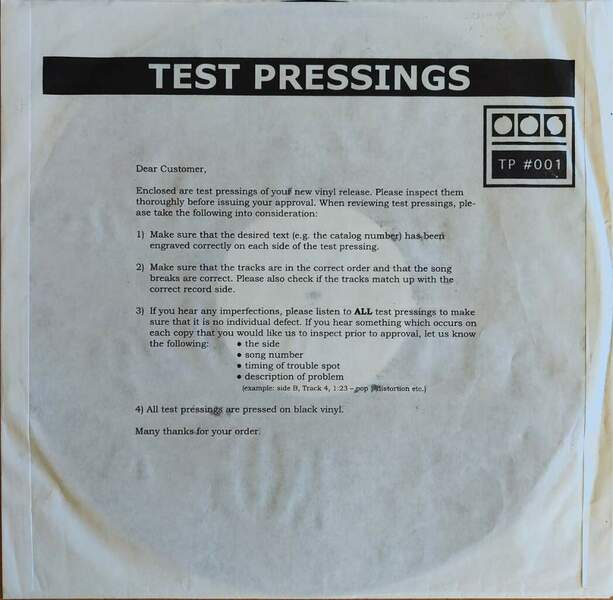 TEST PRESSINGS
TP #001
Dear Customer,
Enclosed are test pressings of your new vinyl release. Please inspect them
thoroughly before issuing your approval. When reviewing test pressings, ple-
ase take the following into consideration:
1) Make sure that the desired text (e.g. the catalog number) has been
engraved correctly on each side of the test pressing.
2) Make sure that the tracks are in the correct order and that the song
breaks are correct. Please also check if the tracks match up with the
correct record side.
3) If you hear any imperfections, please listen to ALL test pressings to make
sure that it is no individual defect. If you hear something which occurs on
each copy that you would like us to inspect prior to approval, let us know
the following: • the side
• song number
• timing of trouble spot
• description of problem
(example: side B, Track 4, 1:23 – pop distortion etc.)
4) All test pressings are pressed on black vinyl.
Many thanks for your order.